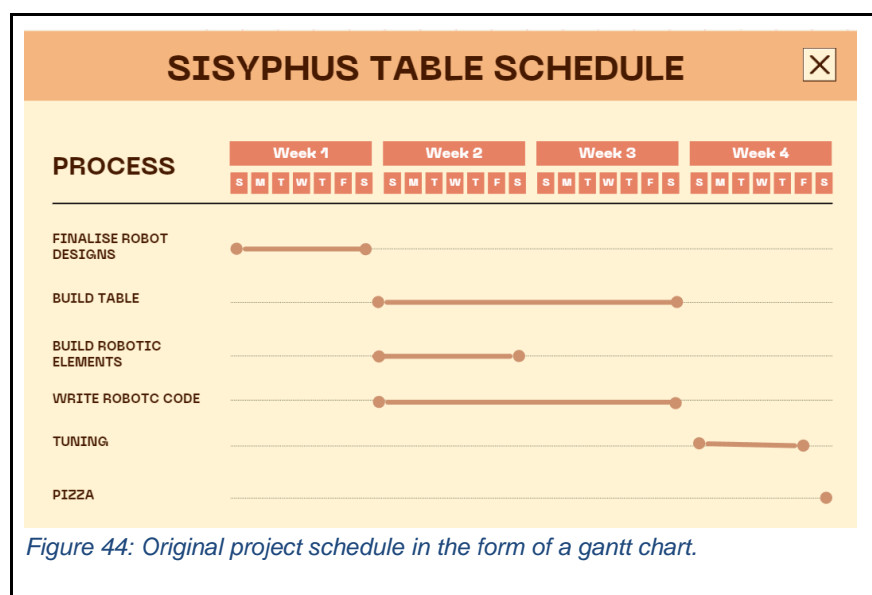 SISYPHUS TABLE SCHEDULE
PROCESS
Week 1 Week 2 Week 3 Week 4
S M T W T F S S M T W T F S S M T W T F S S M T W T F S
FINALISE ROBOT
DESIGNS
BUILD TABLE
BUILD ROBOTIC
ELEMENTS
WRITE ROBOTC CODE
TUNING
PIZZA
Figure 44: Original project schedule in the form of a gantt chart.